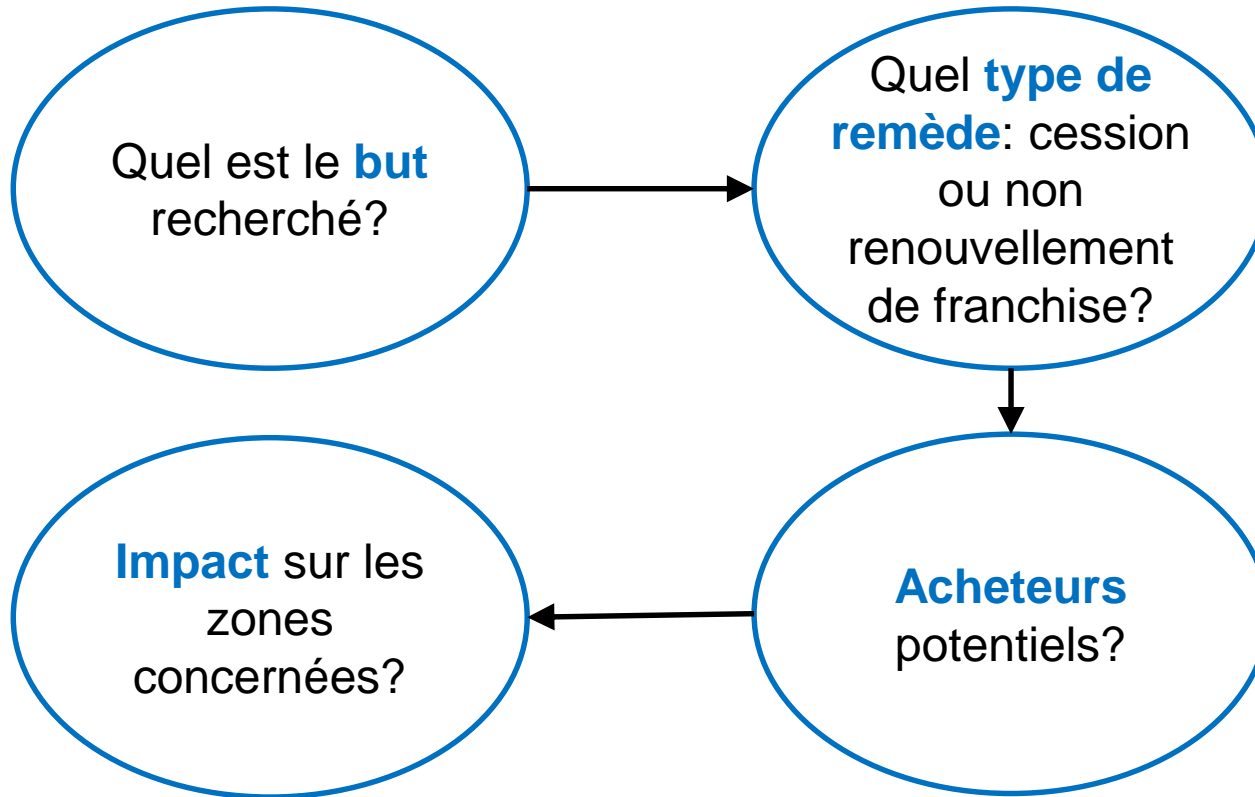 Quel est le but
recherché?
Quel type de
remède: cession
ou non
renouvellement
de franchise?
Acheteurs
potentiels?
Impact sur les
zones
concernées?